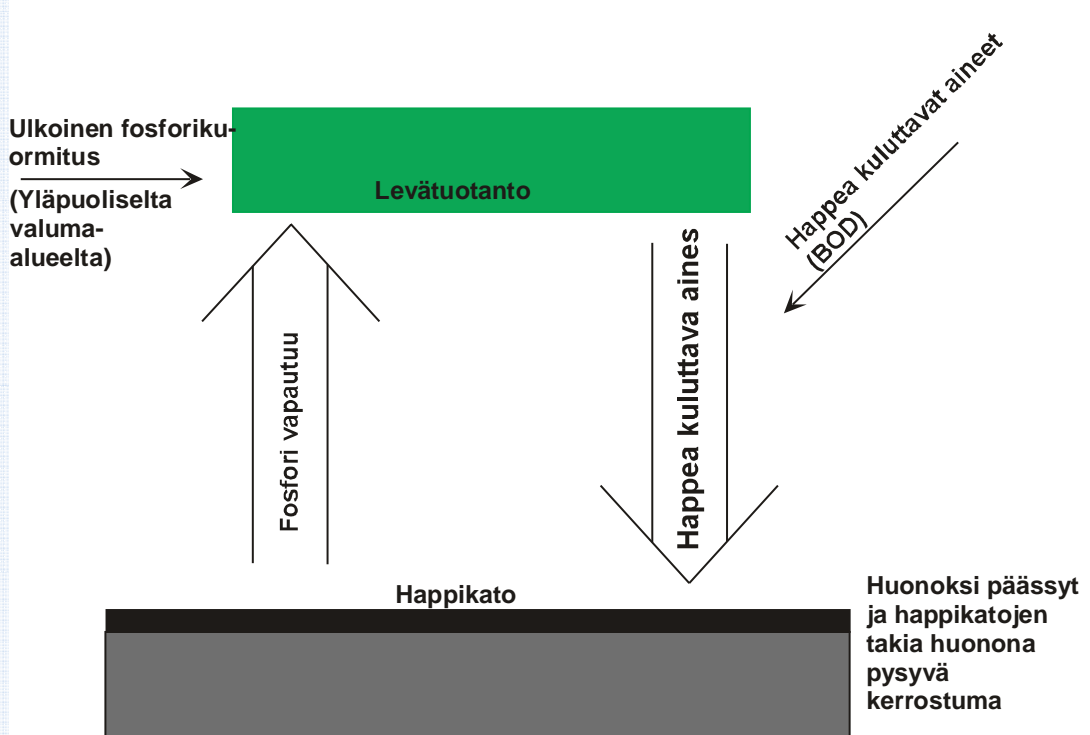 Ulkoinen fosforiku-
ormitus
(Yläpuoliselta
valuma-
alueelta)
Levätuotanto
Happea kuluttavat aineet
(BOD)
Fosfori vapautuu
Happea kuluttava aines
Happikato
Huonoksi päässyt
ja happikatojen
takia huonona
pysyvä
kerrostuma